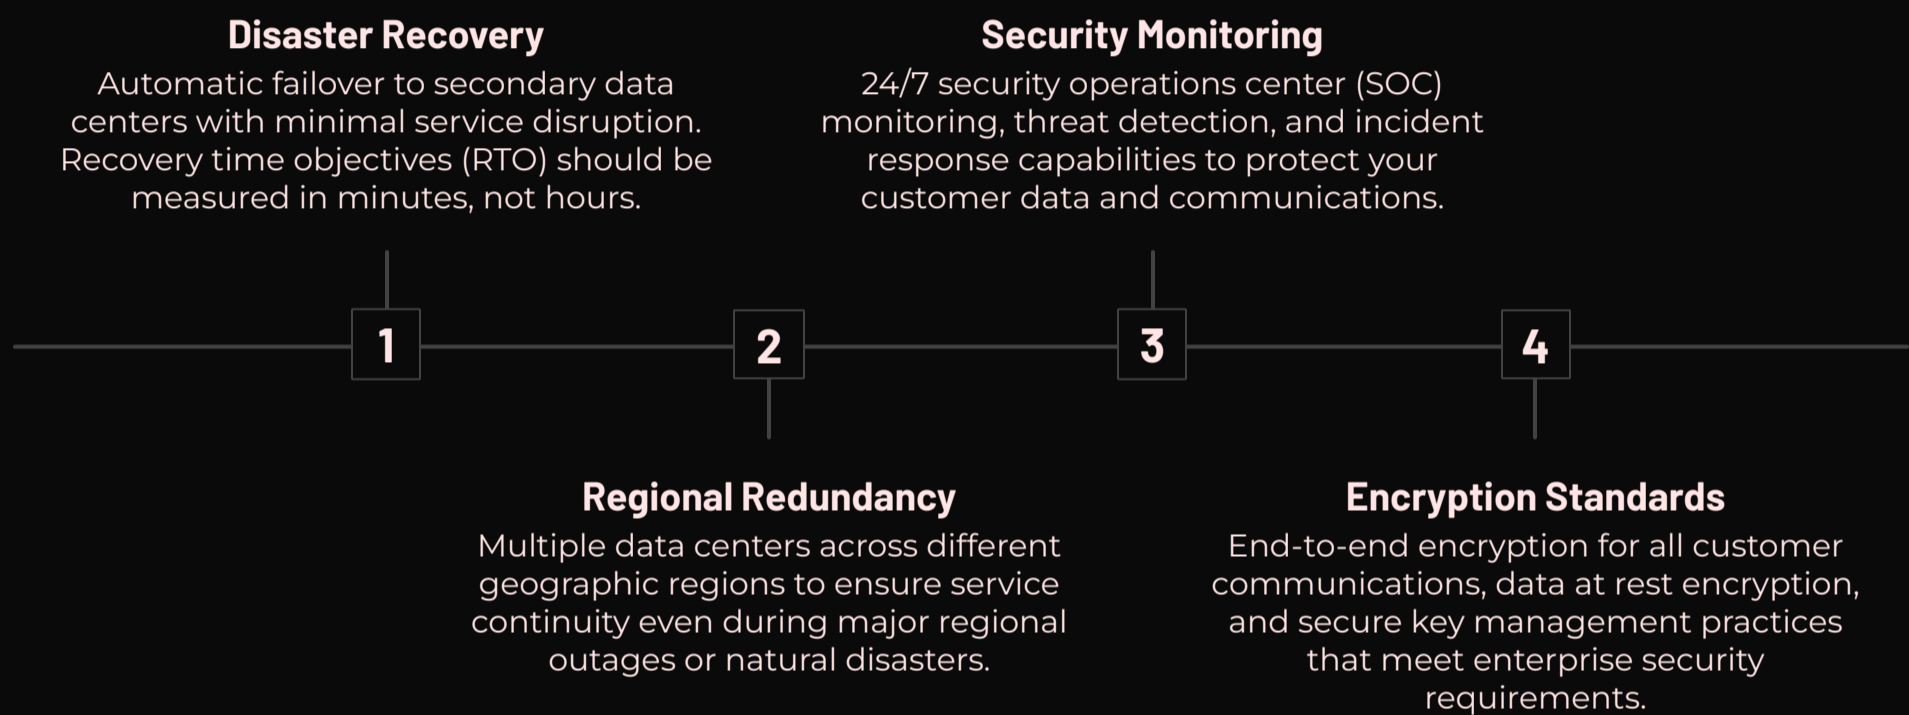 Disaster Recovery
Automatic failover to secondary data
centers with minimal service disruption.
Recovery time objectives (RTO) should be
measured in minutes, not hours.
Security Monitoring
24/7 security operations center (SOC)
monitoring, threat detection, and incident
response capabilities to protect your
customer data and communications.
1
2
3
4
Regional Redundancy
Multiple data centers across different
geographic regions to ensure service
continuity even during major regional
outages or natural disasters.
Encryption Standards
End-to-end encryption for all customer
communications, data at rest encryption,
and secure key management practices
that meet enterprise security
requirements.